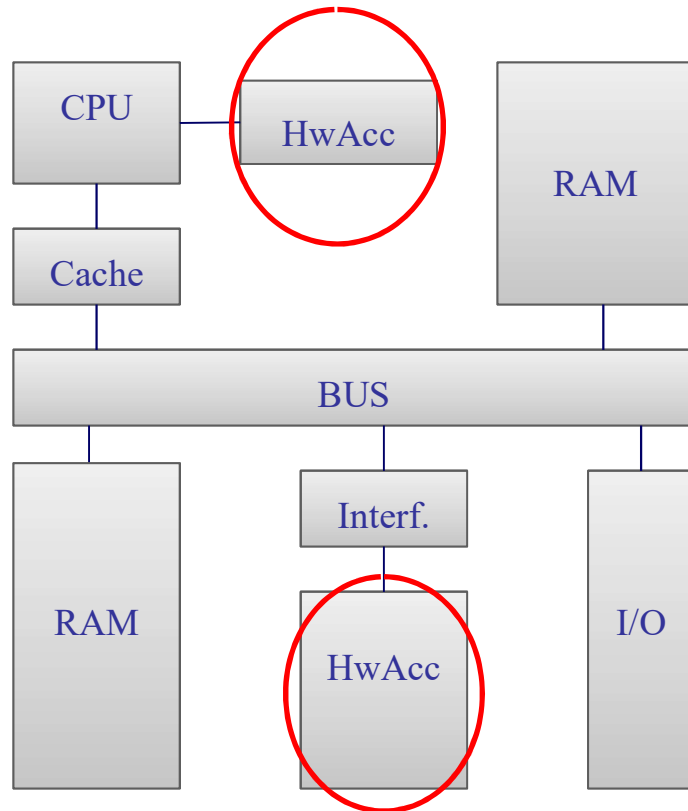 CPU
HwAcc
RAM
Cache
BUS
Interf.
RAM
HwAcc
I/O